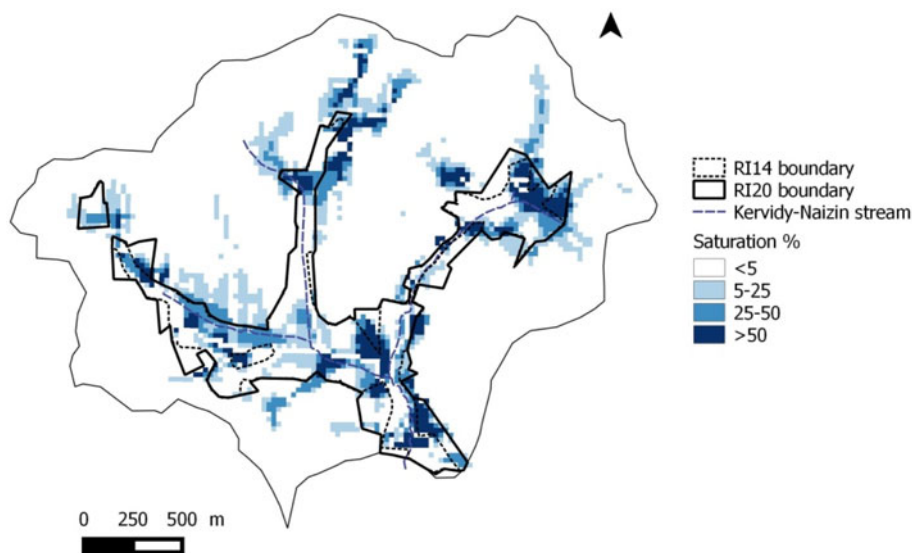 RI14 boundary
RI20 boundary
Kervidy-Naizin stream
Saturation %
<5
5-25
25-50
>50
0 250 500 m